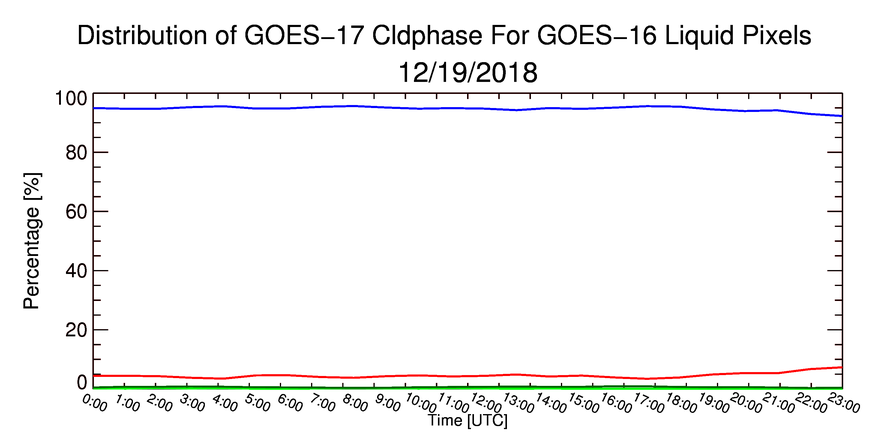 Distribution of GOES−17 Cldphase For GOES−16 Liquid Pixels
12/19/2018
Percentage [%]
100
80
60
40
20
0
0:00 1:00 2:00 3:00 4:00 5:00 6:00 7:00 8:00 9:00 10:00 11:00 12:00 13:00 14:00 15:00 16:00 17:00 18:00 19:00 20:00 21:00 22:00 23:00
Time [UTC]